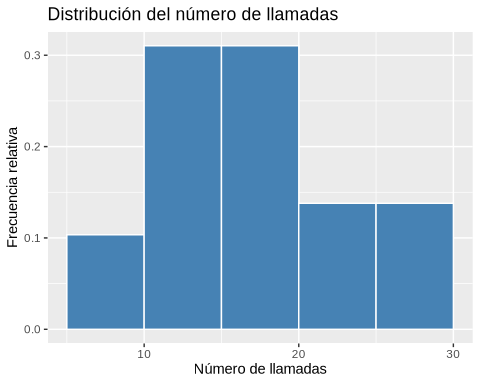 Distribución del número de llamadas
Frecuencia relativa
0.3
0.2
0.1
0.0
10 20 30
Número de llamadas